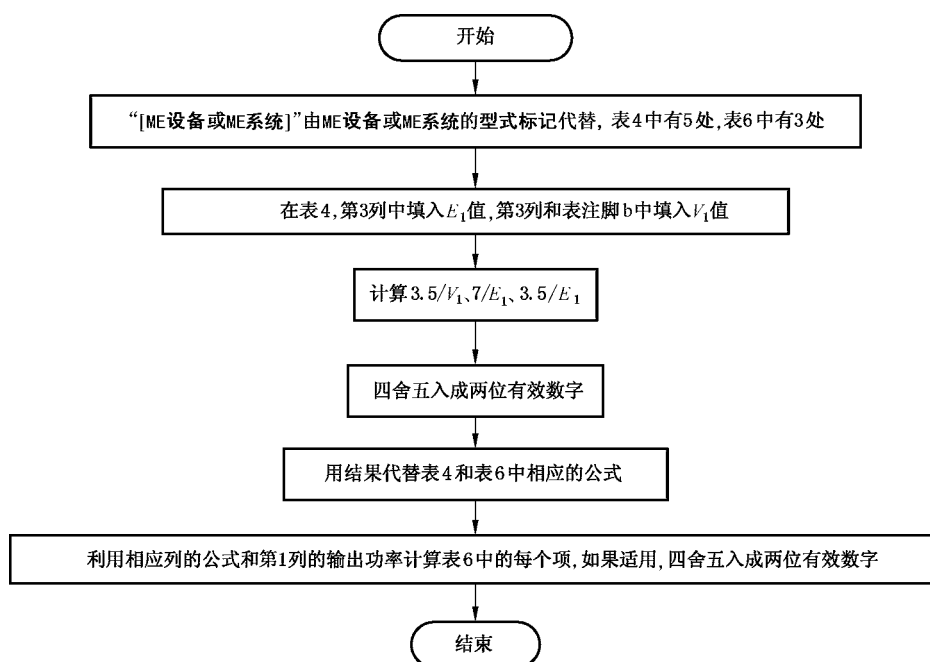 开始
“[ME设备或ME系统]”由ME设备或ME系统的型式标记代替,表4中有5处,表6中有3处
在表4,第3列中填入E₁值,第3列和表注脚b中填入V₁值
计算3.5/V₁、7/E₁、3.5/E₁
四舍五入成两位有效数字
用结果代替表4和表6中相应的公式
利用相应列的公式和第1列的输出功率计算表6中的每个项,如果适用,四舍五入成两位有效数字
结束